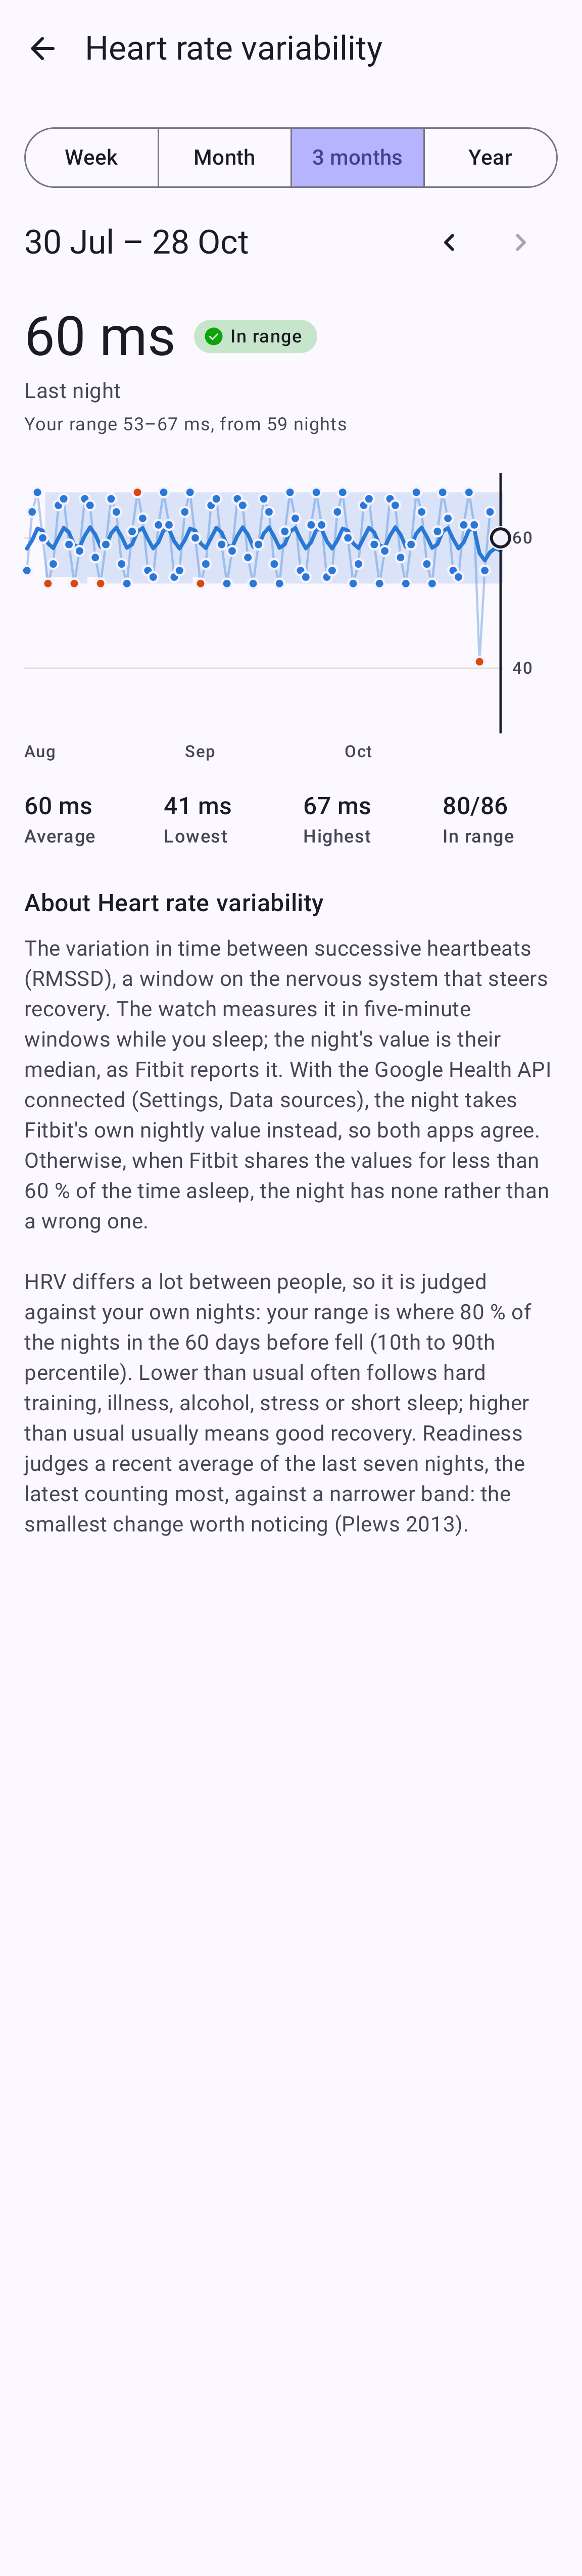 Heart rate variability
Week
Month
3 months
Year
30 Jul – 28 Oct
60 ms
In range
Last night
Your range 53–67 ms, from 59 nights
60
40
Aug
Sep
Oct
60 ms
41 ms
67 ms
80/86
Average
Lowest
Highest
In range
About Heart rate variability
The variation in time between successive heartbeats
(RMSSD), a window on the nervous system that steers
recovery. The watch measures it in five-minute
windows while you sleep; the night's value is their
median, as Fitbit reports it. With the Google Health API
connected (Settings, Data sources), the night takes
Fitbit's own nightly value instead, so both apps agree.
Otherwise, when Fitbit shares the values for less than
60 % of the time asleep, the night has none rather than
a wrong one.
HRV differs a lot between people, so it is judged
against your own nights: your range is where 80 % of
the nights in the 60 days before fell (10th to 90th
percentile). Lower than usual often follows hard
training, illness, alcohol, stress or short sleep; higher
than usual usually means good recovery. Readiness
judges a recent average of the last seven nights, the
latest counting most, against a narrower band: the
smallest change worth noticing (Plews 2013).